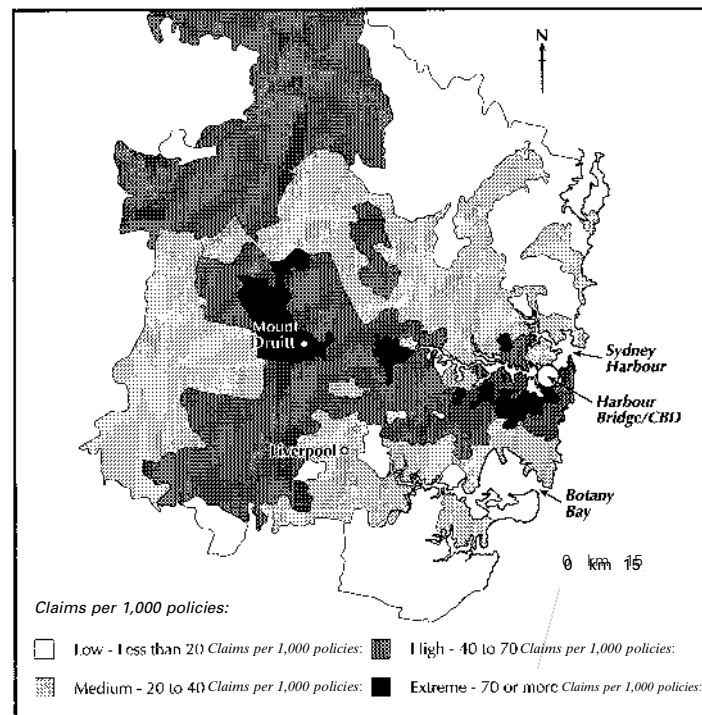 N
Mount
Druitt
Sydney
Harbour
Harbour
Bridge/CBD
Liverpool
Botany
Bay
0 km 15
Claims per 1,000 policies:
Low - Less than 20 Claims per 1,000 policies:
High - 40 to 70 Claims per 1,000 policies:
Medium - 20 to 40 Claims per 1,000 policies:
Extreme - 70 or more Claims per 1,000 policies: